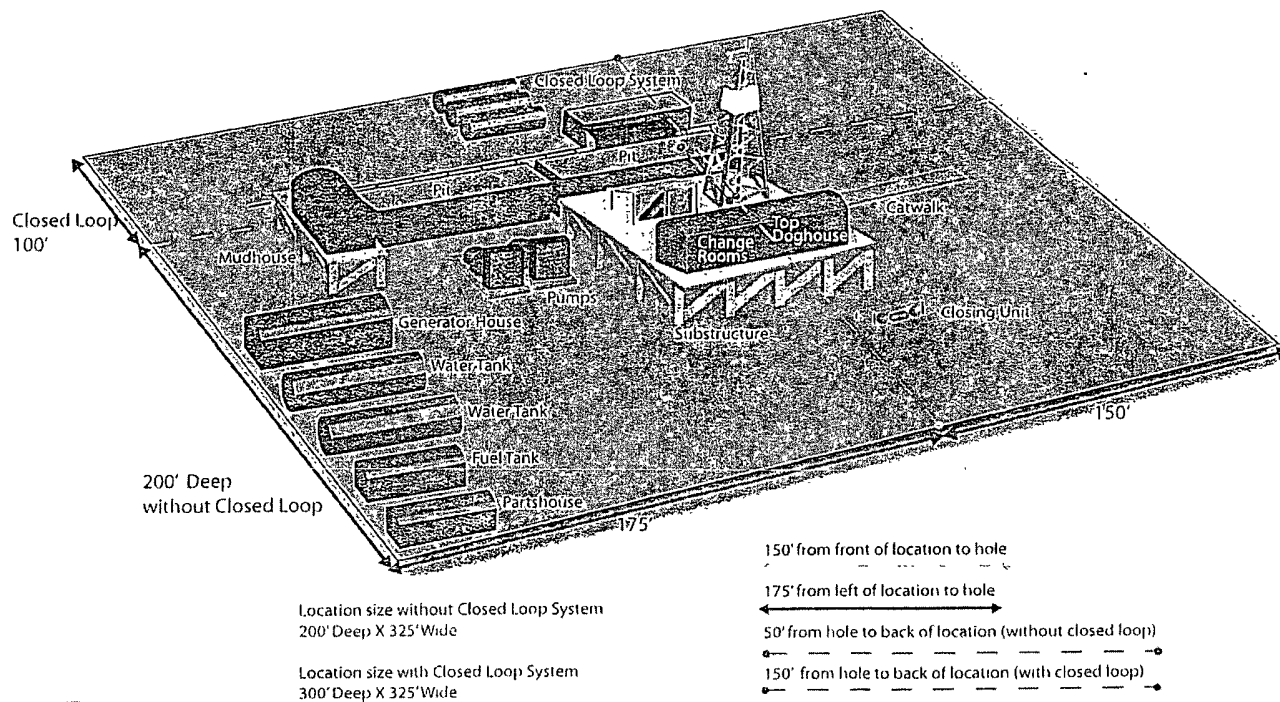 Closed Loop System
Pit
Pit
Closed Loop
100'
Mudhouse
Catwalk
Top
Doghouse
Change
Rooms
Pumps
Generator House
Closing Unit
Substructure
Water Tank
Water Tank
150'
Fuel Tank
200' Deep
without Closed Loop
Partshouse
175'
150' from front of location to hole
175' from left of location to hole
Location size without Closed Loop System
200' Deep X 325' Wide
50' from hole to back of location (without closed loop)
Location size with Closed Loop System
300' Deep X 325' Wide
150' from hole to back of location (with closed loop)